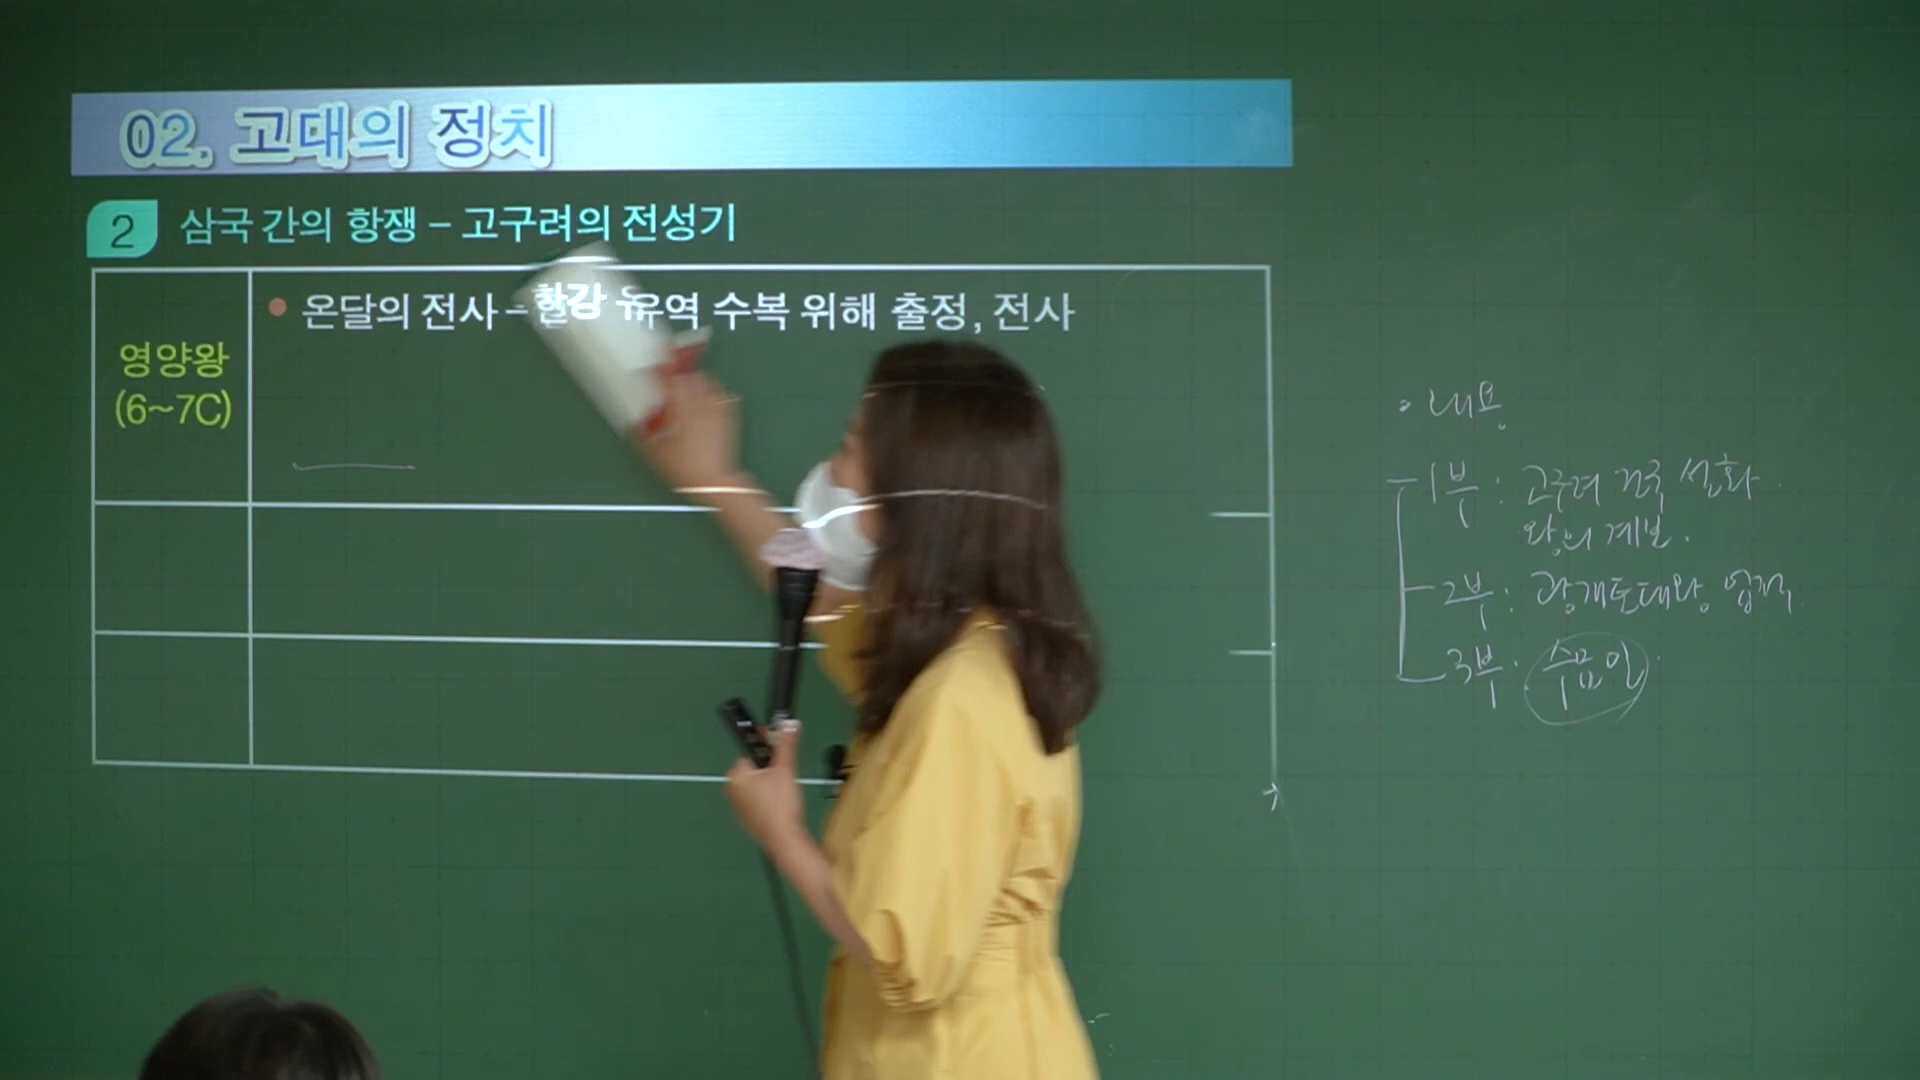 02. 고대의 정치
2 삼국 간의 항쟁 – 고구려의 전성기
영양왕
(6~7C)
• 온달의 전사 – 한강 유역 수복 위해 출정, 전사
• 내용
1부 : 고구려 건국 설화
왕의 계보.
2부 : 광개토대왕 업적
3부 : 수묘인